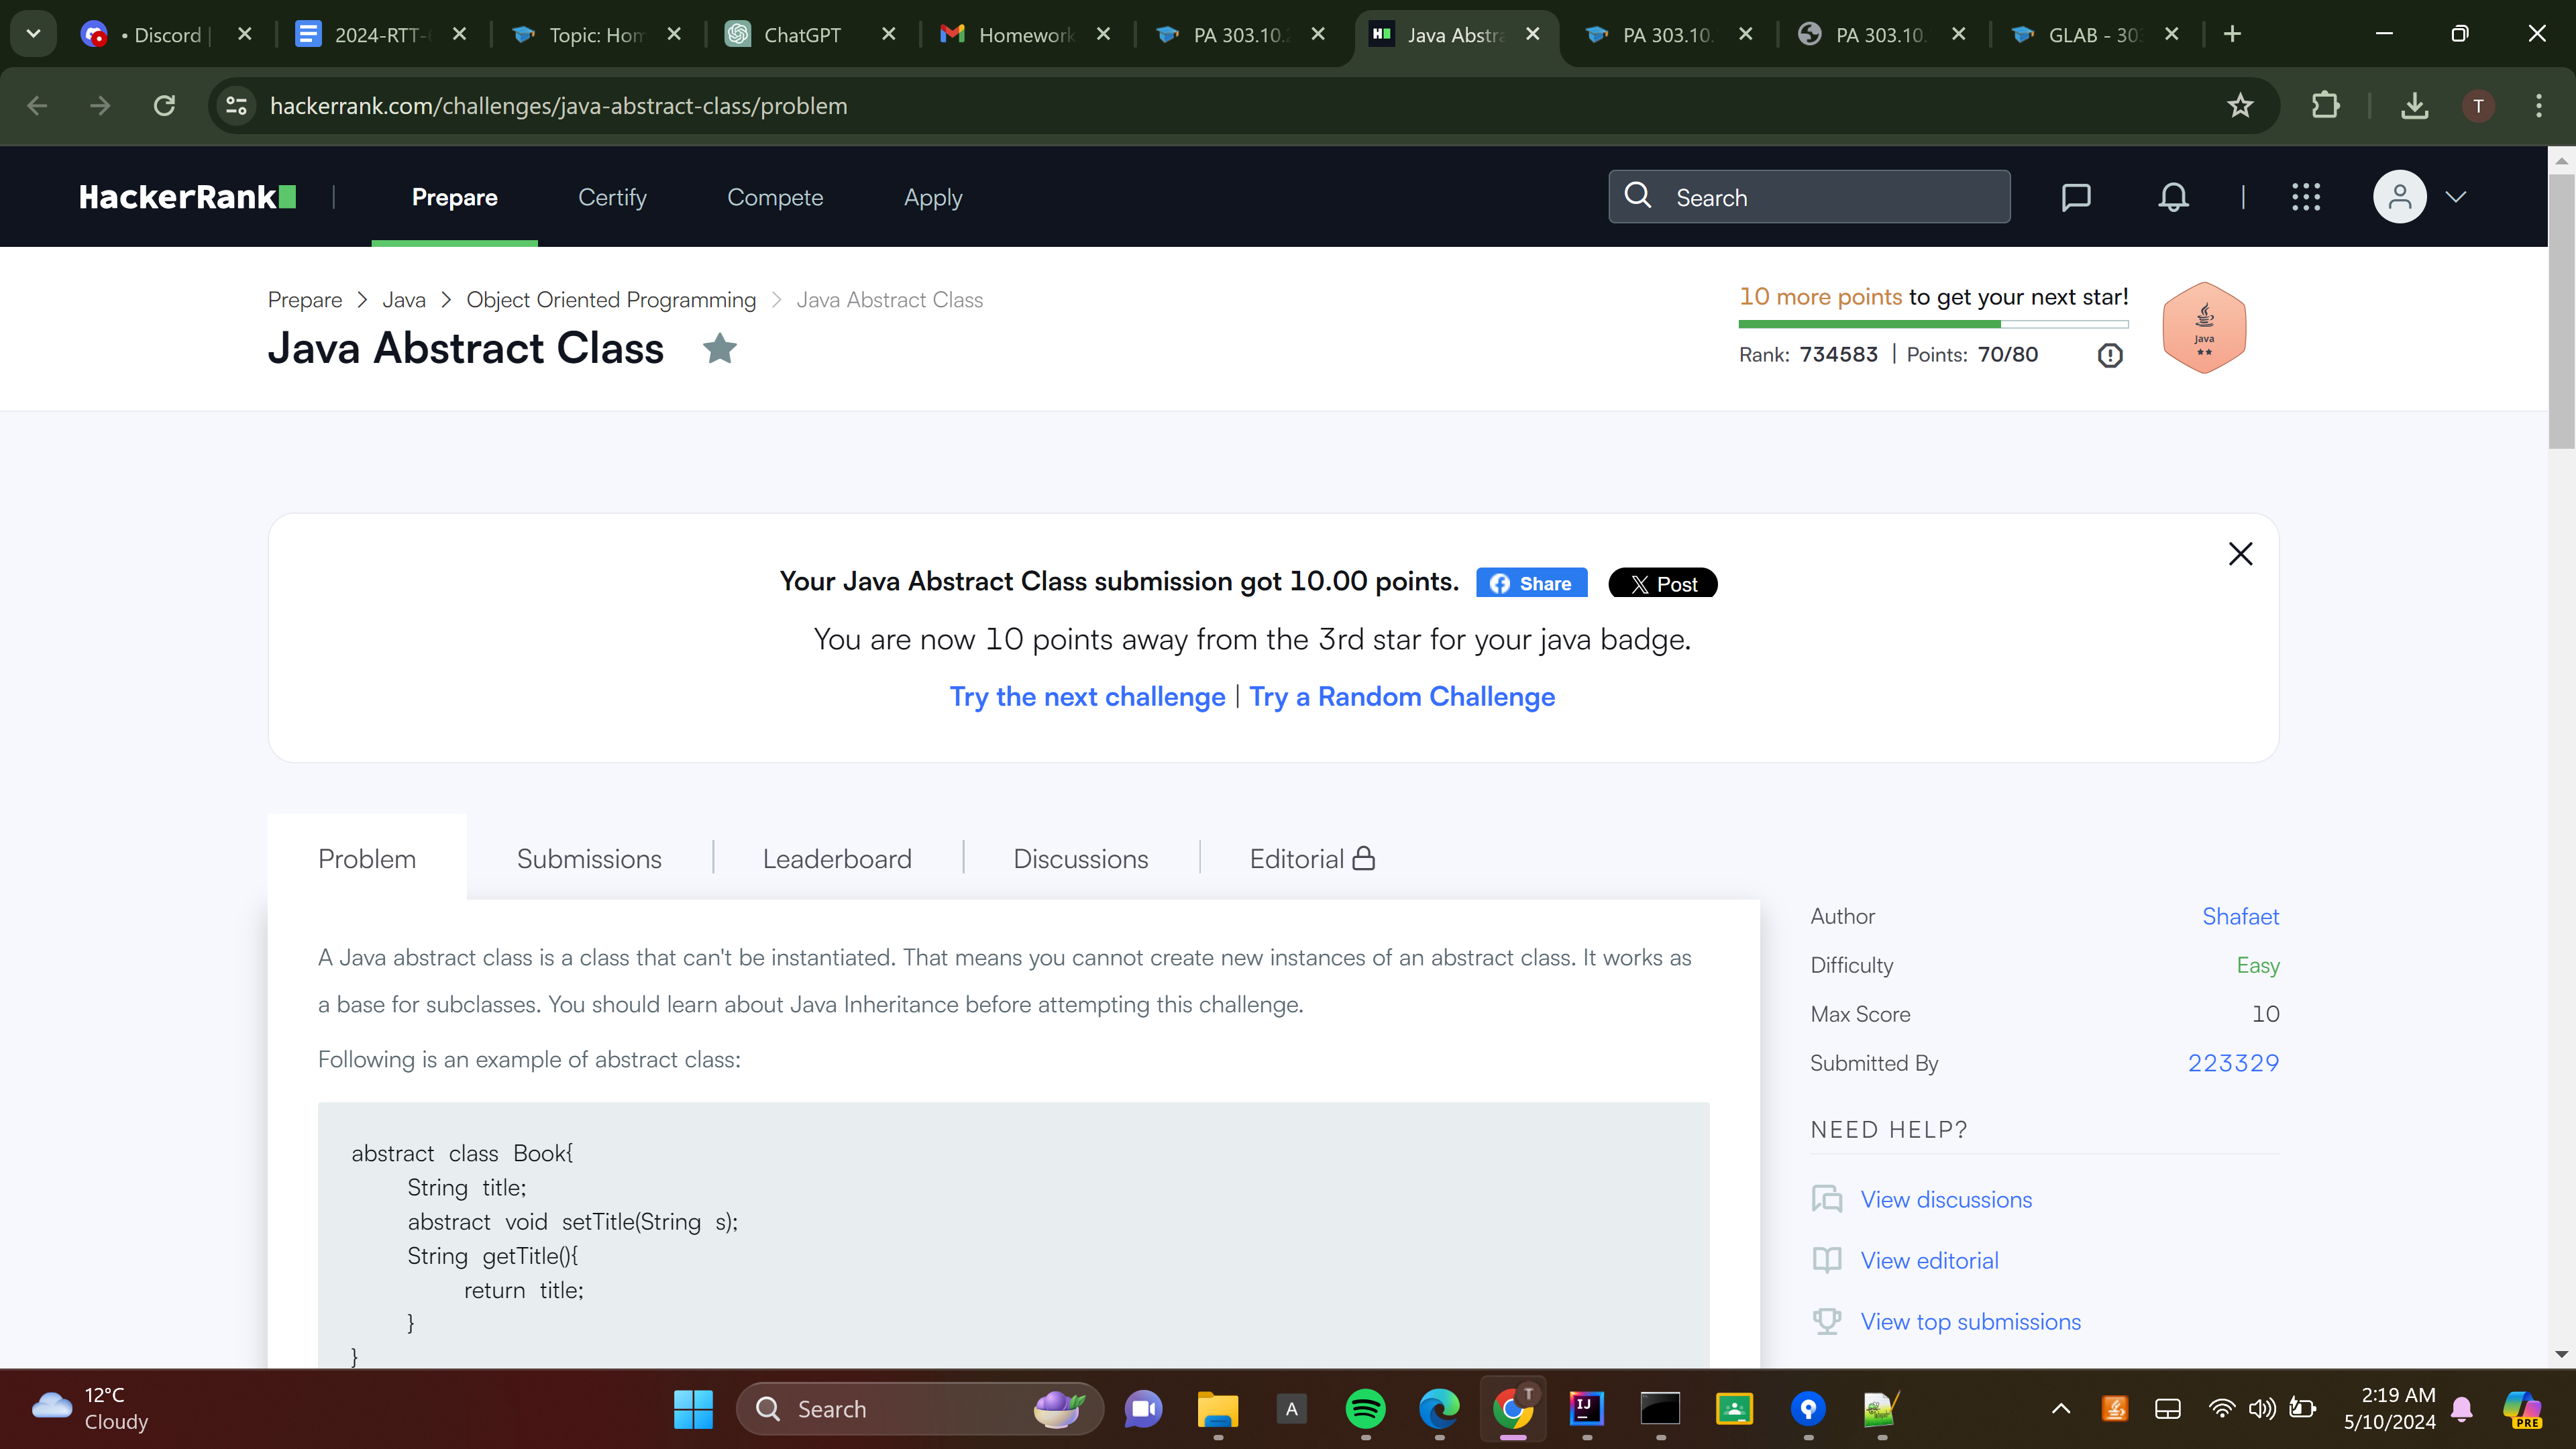 • Discord |
2024-RTT-
Topic: Hom
ChatGPT
Homework
PA 303.10.
Java Abstra
PA 303.10.
PA 303.10.
GLAB - 30
hackerrank.com/challenges/java-abstract-class/problem
T
HackerRank
Prepare
Certify
Compete
Apply
Search
Prepare > Java > Object Oriented Programming > Java Abstract Class
Java Abstract Class
10 more points to get your next star!
Rank: 734583 | Points: 70/80
Java
Your Java Abstract Class submission got 10.00 points.
Share
X Post
You are now 10 points away from the 3rd star for your java badge.
Try the next challenge | Try a Random Challenge
Problem
Submissions
Leaderboard
Discussions
Editorial
A Java abstract class is a class that can't be instantiated. That means you cannot create new instances of an abstract class. It works as
a base for subclasses. You should learn about Java Inheritance before attempting this challenge.
Following is an example of abstract class:
abstract class Book{
String title;
abstract void setTitle(String s);
String getTitle(){
return title;
}
}
Author Shafaet
Difficulty Easy
Max Score 10
Submitted By 223329
NEED HELP?
View discussions
View editorial
View top submissions
12°C
Cloudy
Search
A
T
IJ
2:19 AM
5/10/2024
PRE